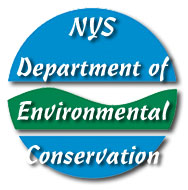 NYS
Department of
Environmental
Conservation